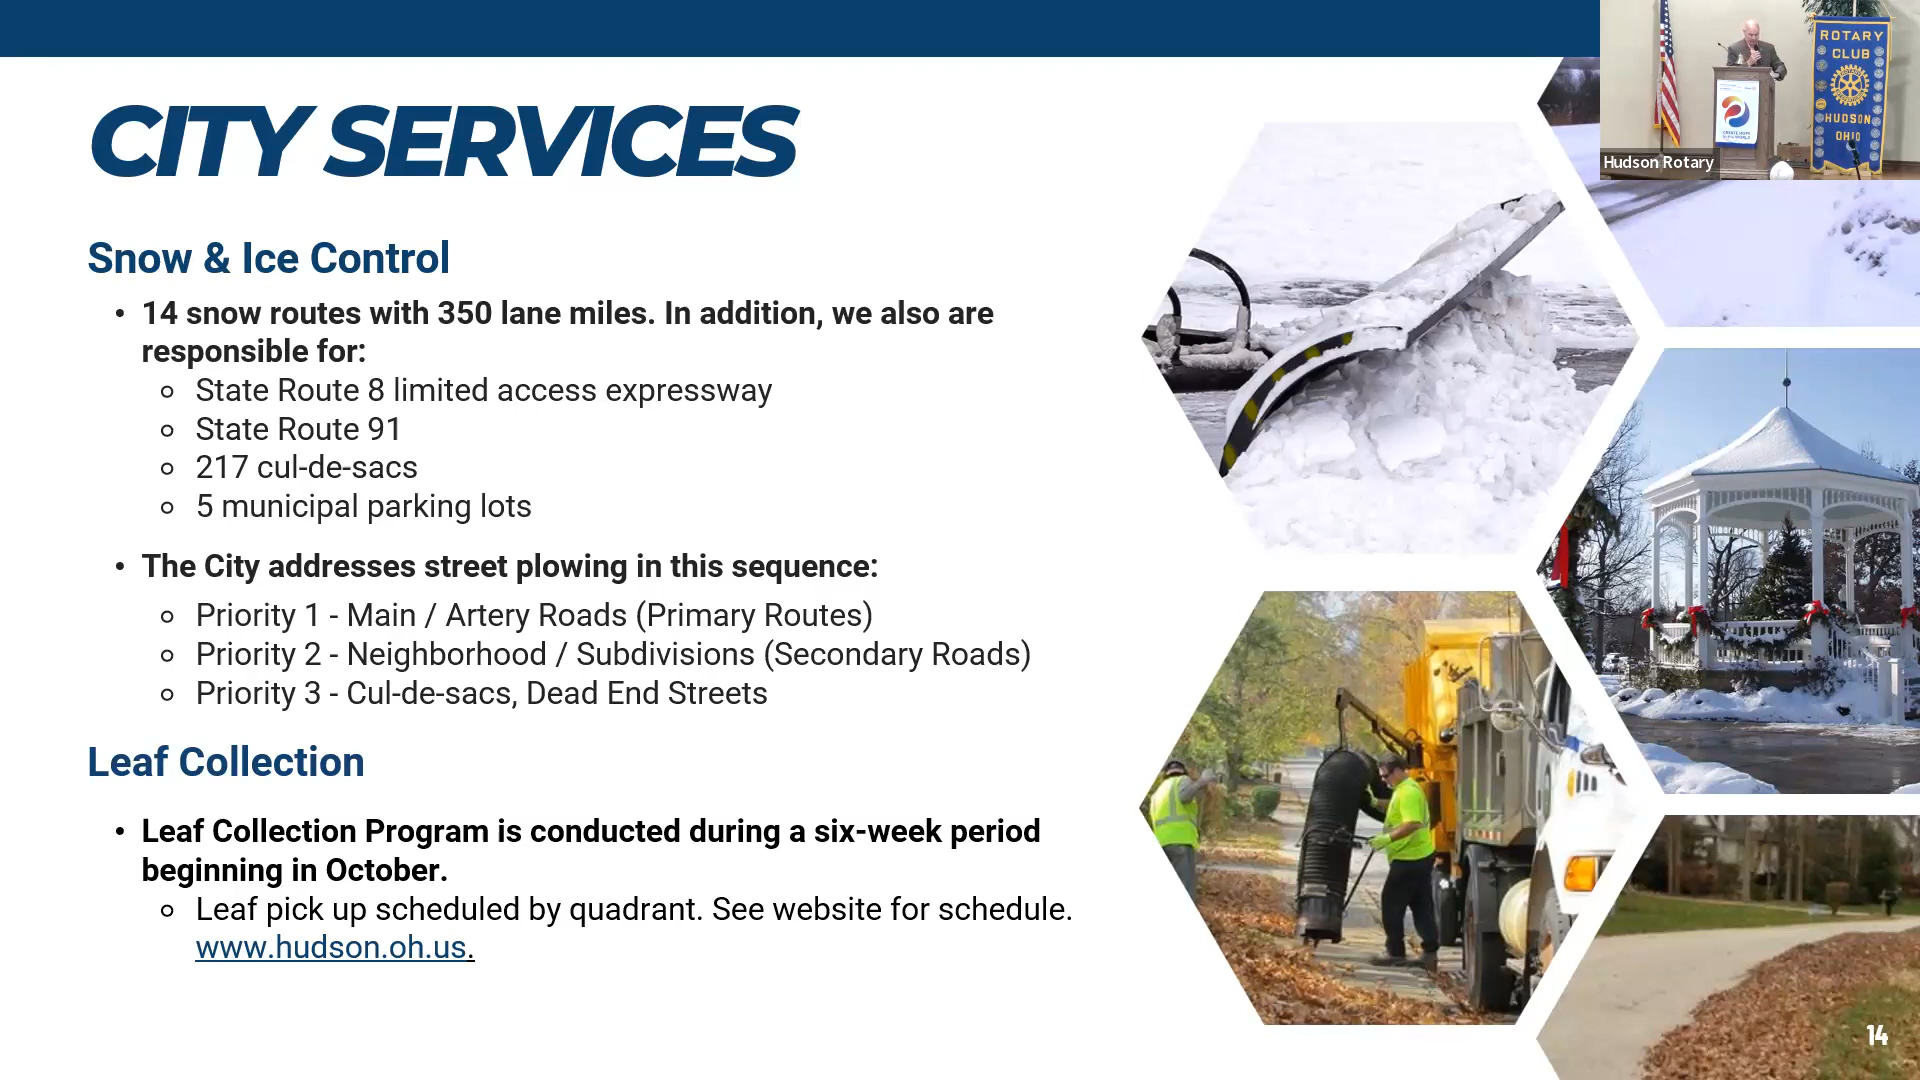 CITY SERVICES
Snow & Ice Control
• 14 snow routes with 350 lane miles. In addition, we also are
responsible for:
State Route 8 limited access expressway
State Route 91
217 cul-de-sacs
5 municipal parking lots
• The City addresses street plowing in this sequence:
Priority 1 - Main / Artery Roads (Primary Routes)
Priority 2 - Neighborhood / Subdivisions (Secondary Roads)
Priority 3 - Cul-de-sacs, Dead End Streets
Leaf Collection
• Leaf Collection Program is conducted during a six-week period
beginning in October.
Leaf pick up scheduled by quadrant. See website for schedule.
www.hudson.oh.us.
ROTARY
CLUB
HUDSON
OHIO
Hudson Rotary
14